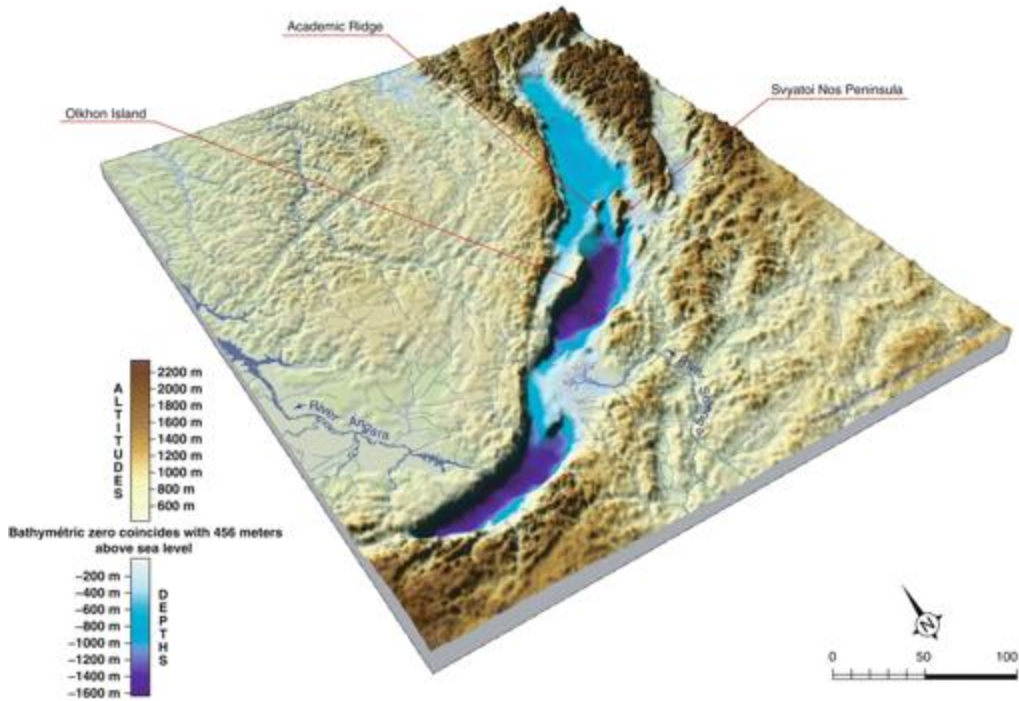 Academic Ridge
Svyatoi Nos Peninsula
Olkhon Island
River Selenga
River Angara
ALTITUDES
2200 m
2000 m
1800 m
1600 m
1400 m
1200 m
1000 m
800 m
600 m
Bathymétric zero coincides with 456 meters
above sea level
DEPTHS
–200 m
–400 m
–600 m
–800 m
–1000 m
–1200 m
–1400 m
–1600 m
N
0 50 100